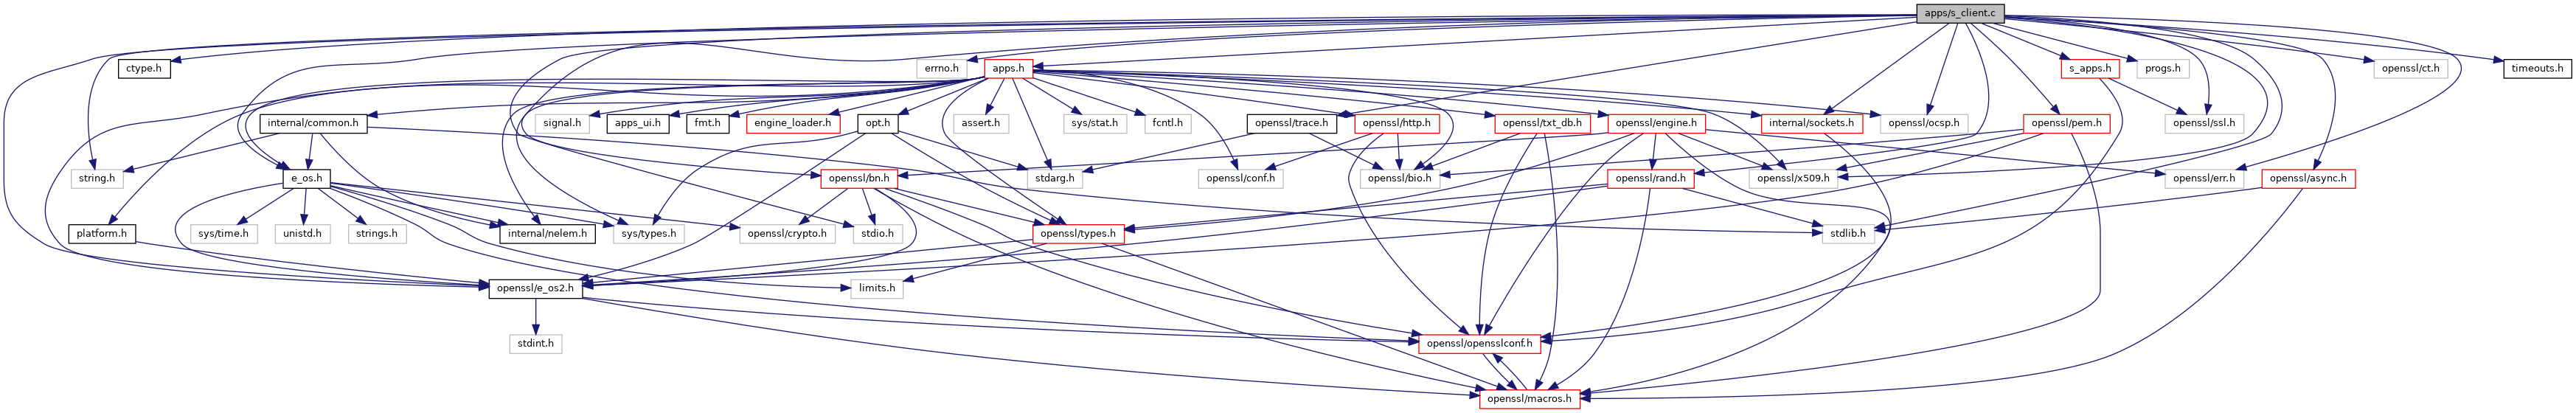 apps/s_client.c
ctype.h
errno.h
apps.h
s_apps.h
progs.h
openssl/ct.h
timeouts.h
internal/common.h
signal.h
apps_ui.h
fmt.h
engine_loader.h
opt.h
assert.h
sys/stat.h
fcntl.h
openssl/trace.h
openssl/http.h
openssl/txt_db.h
openssl/engine.h
internal/sockets.h
openssl/ocsp.h
openssl/pem.h
openssl/ssl.h
string.h
e_os.h
openssl/bn.h
stdarg.h
openssl/conf.h
openssl/bio.h
openssl/rand.h
openssl/x509.h
openssl/err.h
openssl/async.h
platform.h
sys/time.h
unistd.h
strings.h
internal/nelem.h
sys/types.h
openssl/crypto.h
stdio.h
openssl/types.h
stdlib.h
openssl/e_os2.h
limits.h
stdint.h
openssl/opensslconf.h
openssl/macros.h